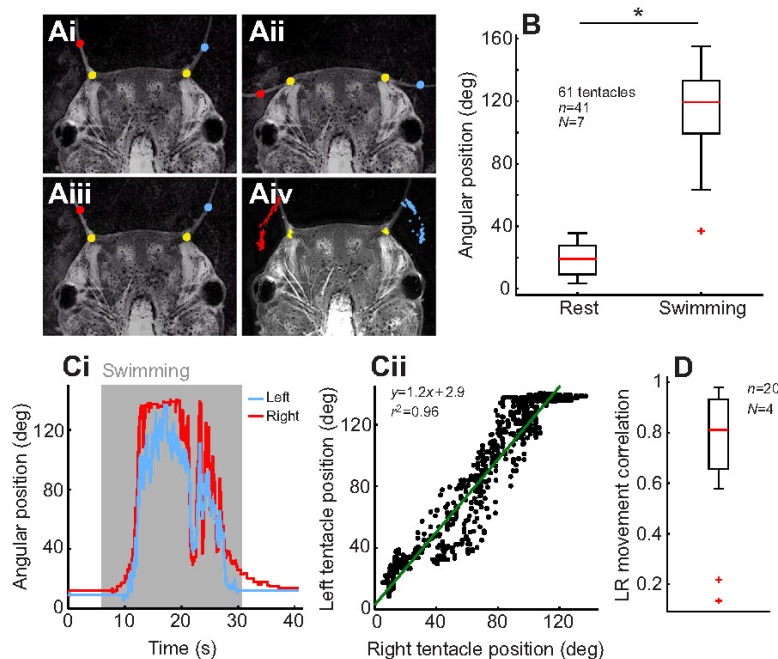 Ai
Aii
Aiii
Aiv
B
*
Angular position (deg)
160
120
80
40
0
61 tentacles
n=41
N=7
Rest
Swimming
Ci
Swimming
Left
Right
Angular position (deg)
120
80
40
0
0
10
20
30
40
Time (s)
Cii
y=1.2x+2.9
r²=0.96
Left tentacle position (deg)
120
80
40
0
0
40
80
120
Right tentacle position (deg)
D
n=20
N=4
LR movement correlation
1
0.8
0.6
0.4
0.2